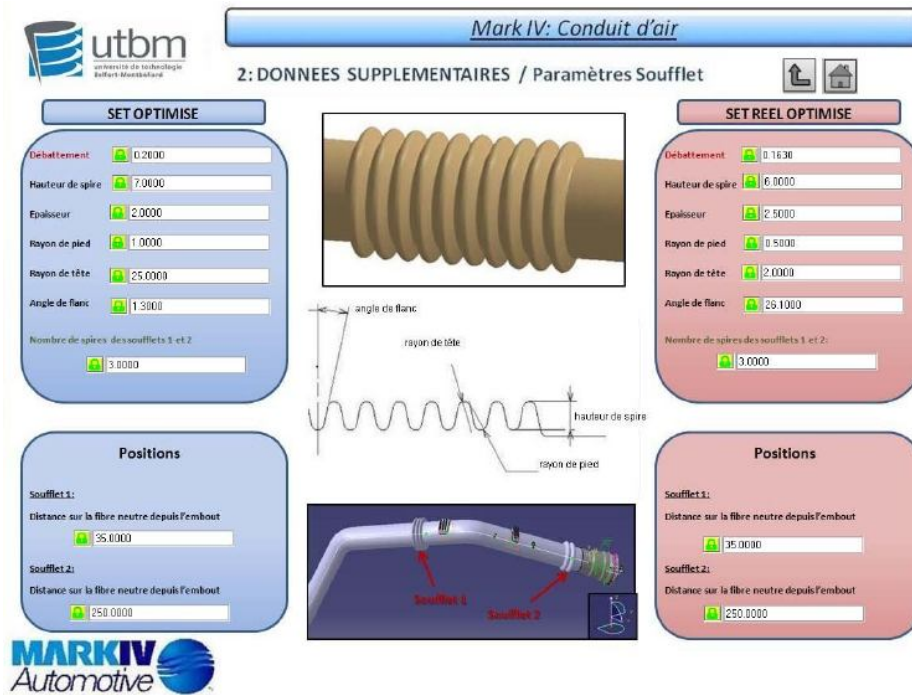 Mark IV: Conduit d'air
utbm
université de technologie
Belfort-Montbéliard
2: DONNEES SUPPLEMENTAIRES / Paramètres Soufflet
SET OPTIMISE
Débattement 0.2000
Hauteur de spire 7.0000
Epaisseur 2.0000
Rayon de pied 1.0000
Rayon de tête 25.0000
Angle de flanc 1.3000
Nombre de spires des soufflets 1 et 2
3.0000
Positions
Soufflet 1:
Distance sur la fibre neutre depuis l'embout
35.0000
Soufflet 2:
Distance sur la fibre neutre depuis l'embout
250.0000
angle de flanc
rayon de tête
hauteur de spire
rayon de pied
Soufflet 1
Soufflet 2
SET REEL OPTIMISE
Débattement 0.1630
Hauteur de spire 6.0000
Epaisseur 2.5000
Rayon de pied 0.5000
Rayon de tête 2.0000
Angle de flanc 26.1000
Nombre de spires des soufflets 1 et 2:
3.0000
Positions
Soufflet 1:
Distance sur la fibre neutre depuis l'embout
35.0000
Soufflet 2:
Distance sur la fibre neutre depuis l'embout
250.0000
MARKIV
Automotive